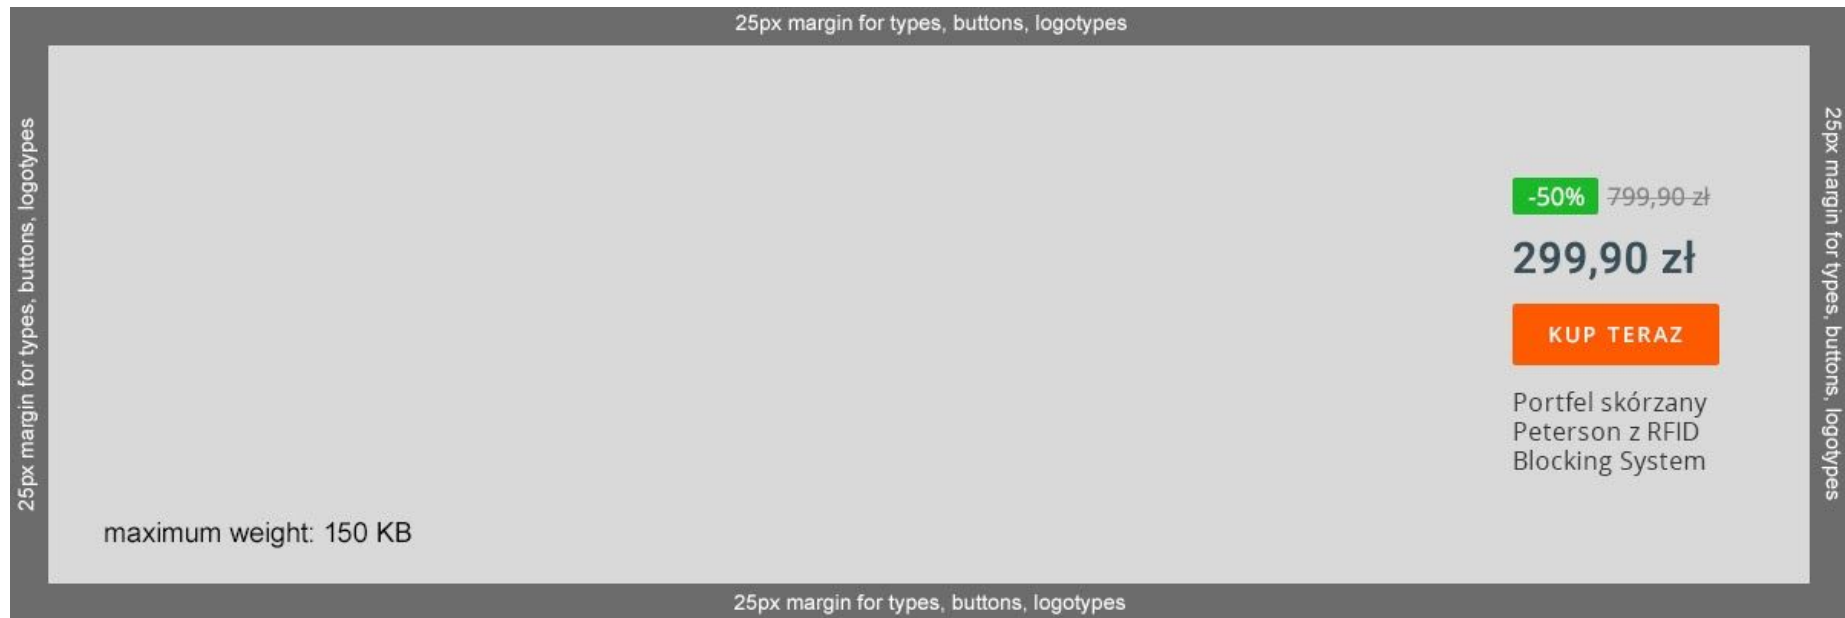 25px margin for types, buttons, logotypes
25px margin for types, buttons, logotypes
-50% 799,90 zł
299,90 zł
KUP TERAZ
Portfel skórzany
Peterson z RFID
Blocking System
25px margin for types, buttons, logotypes
maximum weight: 150 KB
25px margin for types, buttons, logotypes